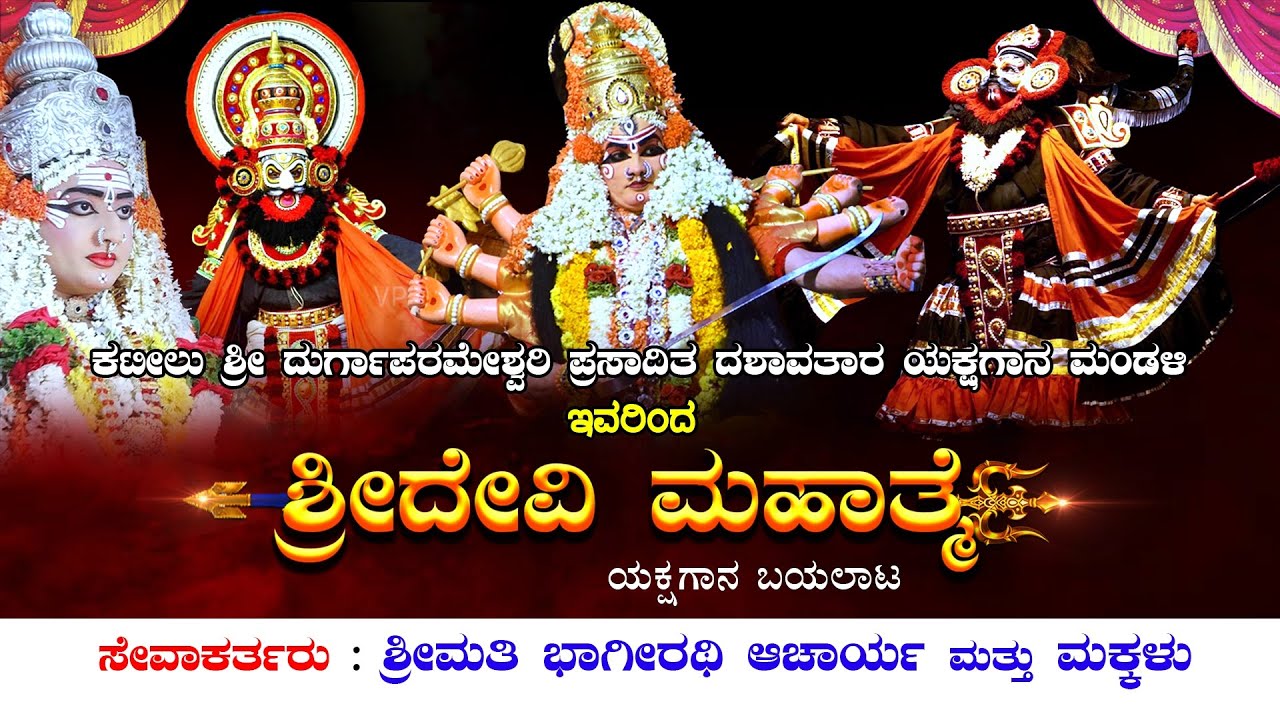 ಕಟೀಲು ಶ್ರೀ ದುರ್ಗಾಪರಮೇಶ್ವರಿ ಪ್ರಸಾದಿತ ದಶಾವತಾರ ಯಕ್ಷಗಾನ ಮಂಡಳಿ
ಇವರಿಂದ
ಶ್ರೀದೇವಿ ಮಹಾತ್ಮೆ
ಯಕ್ಷಗಾನ ಬಯಲಾಟ
ಸೇವಾಕರ್ತರು : ಶ್ರೀಮತಿ ಭಾಗೀರಥಿ ಆಚಾರ್ಯ ಮತ್ತು ಮಕ್ಕಳು